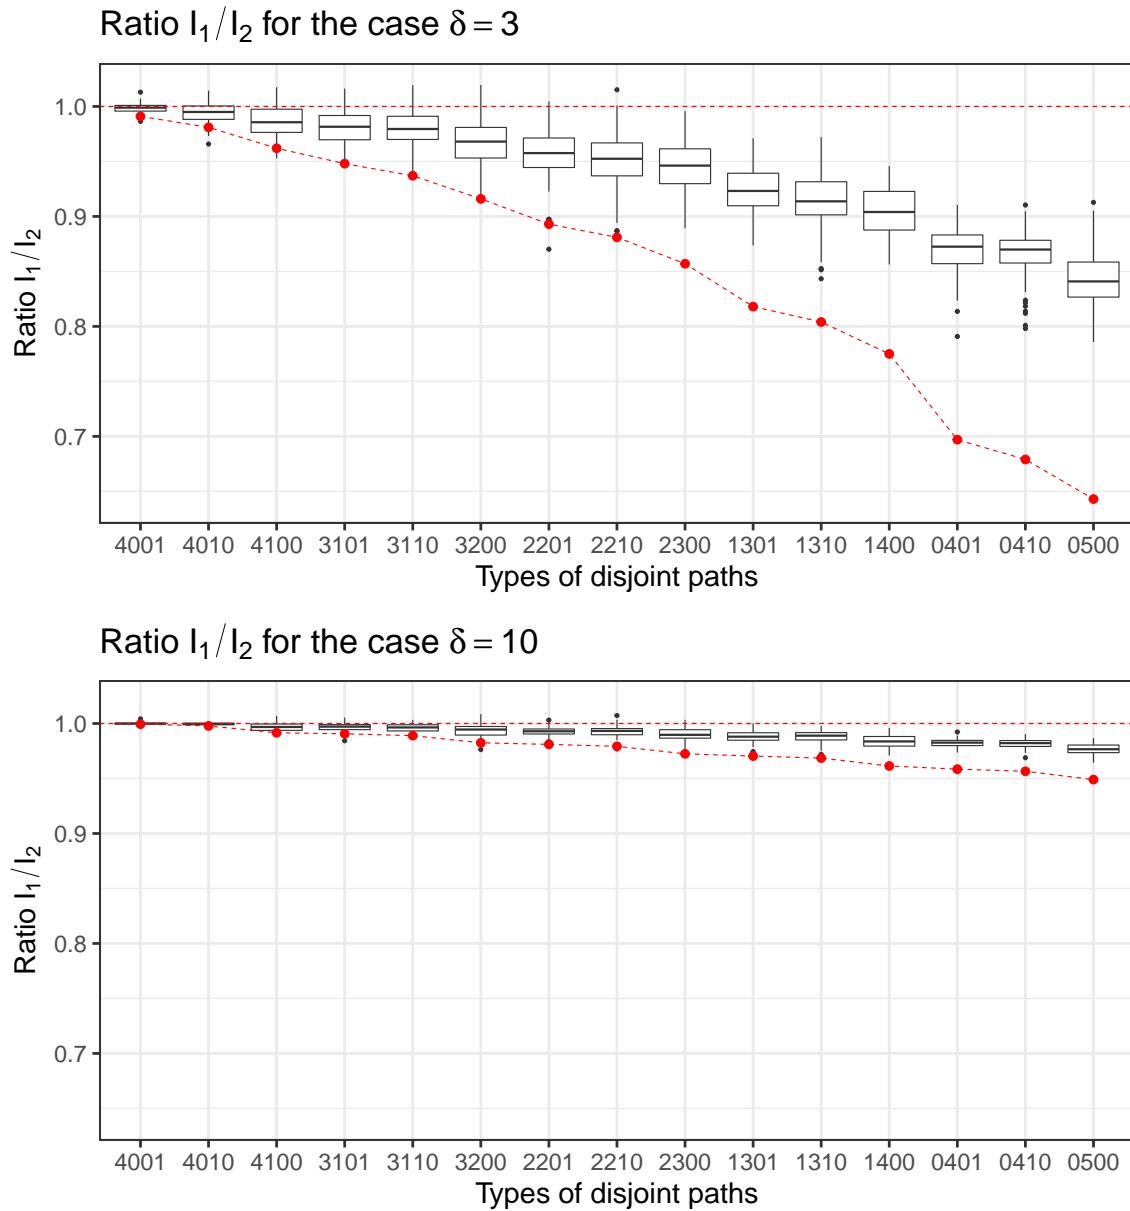 Ratio I₁/I₂ for the case δ = 3
Ratio I₁/I₂
1.0
0.9
0.8
0.7
4001 4010 4100 3101 3110 3200 2201 2210 2300 1301 1310 1400 0401 0410 0500
Types of disjoint paths
Ratio I₁/I₂ for the case δ = 10
Ratio I₁/I₂
1.0
0.9
0.8
0.7
4001 4010 4100 3101 3110 3200 2201 2210 2300 1301 1310 1400 0401 0410 0500
Types of disjoint paths